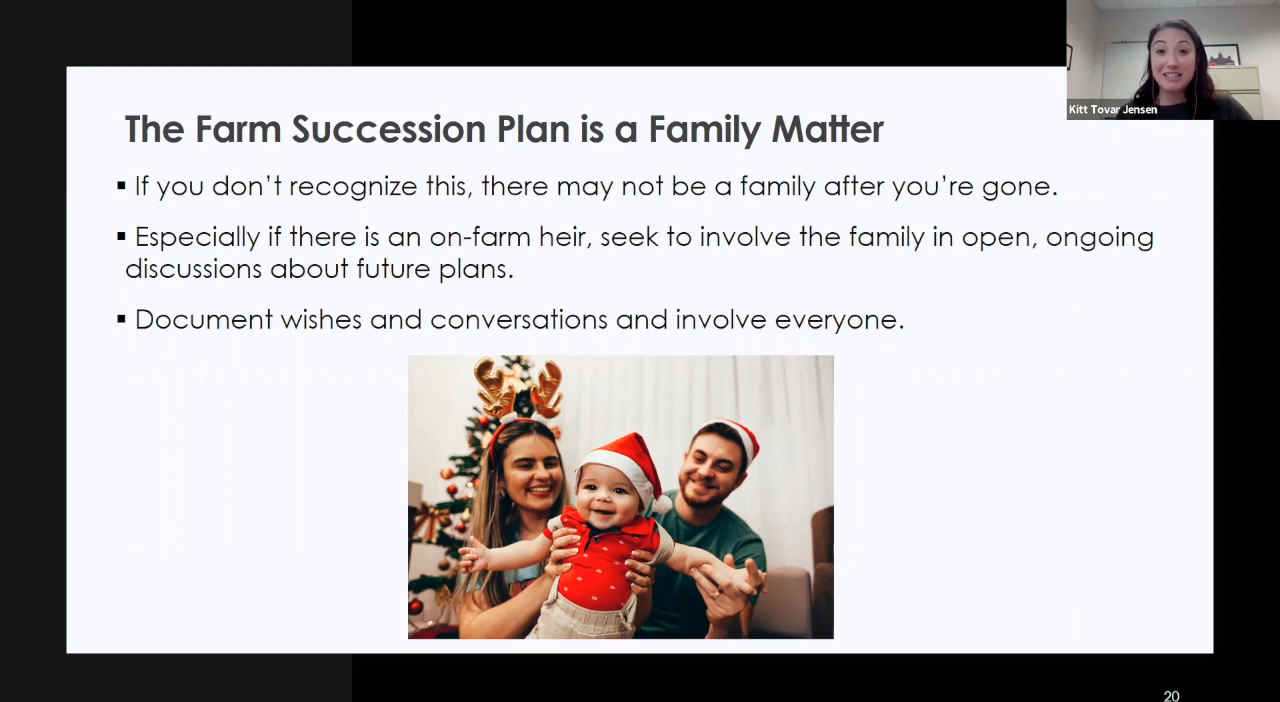 Kitt Tovar Jensen
The Farm Succession Plan is a Family Matter
▪ If you don’t recognize this, there may not be a family after you’re gone.
▪ Especially if there is an on-farm heir, seek to involve the family in open, ongoing
discussions about future plans.
▪ Document wishes and conversations and involve everyone.
20